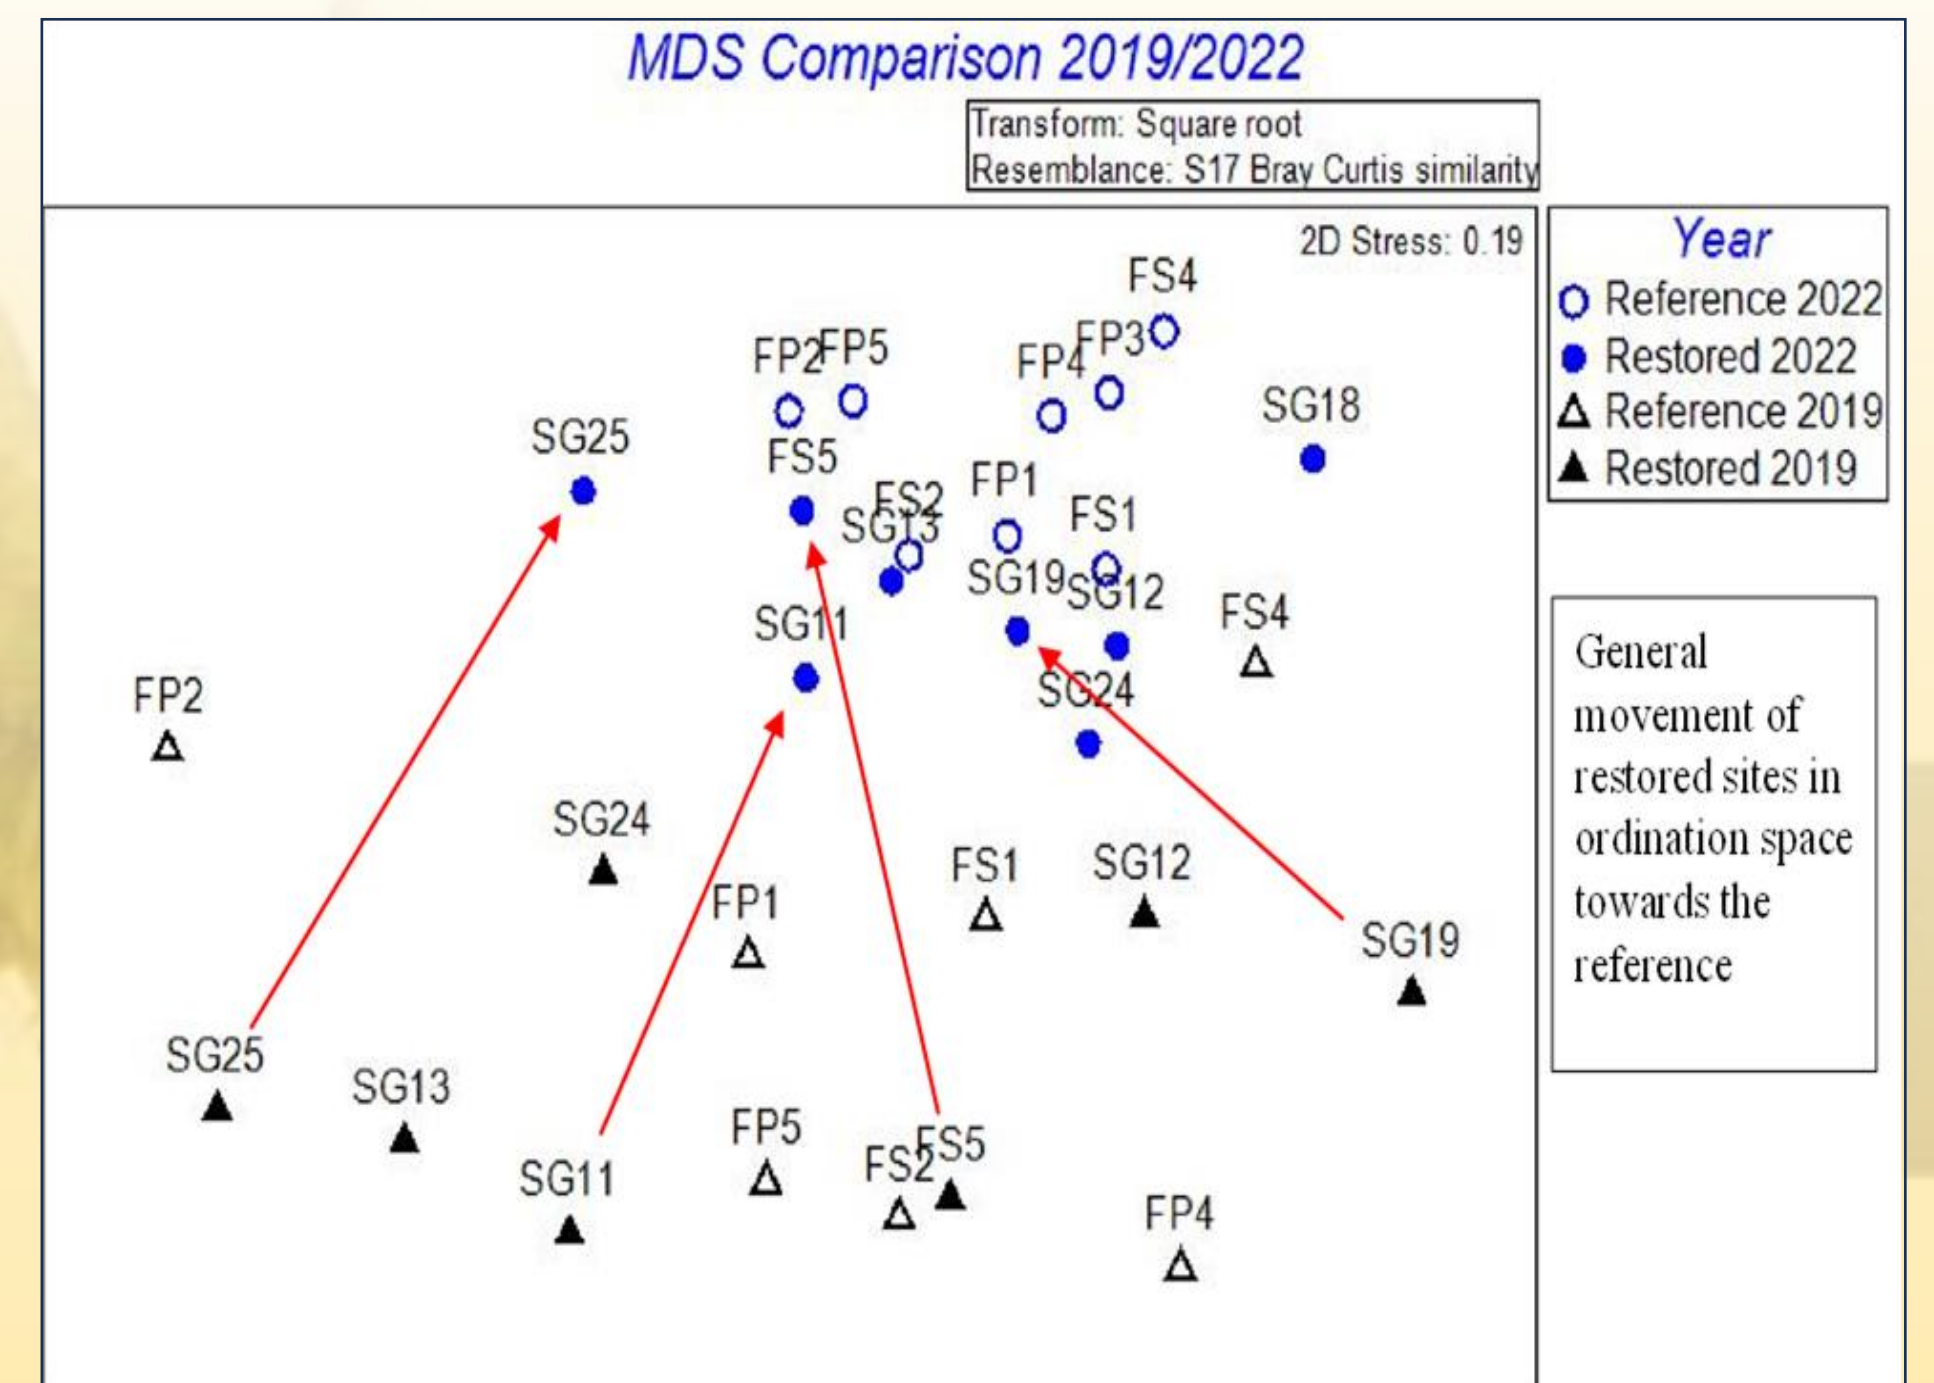 MDS Comparison 2019/2022
Transform: Square root
Resemblance: S17 Bray Curtis similarity
2D Stress: 0.19
Year
Reference 2022
Restored 2022
Reference 2019
Restored 2019
FS4
FP3
FP4
FP2
FP5
SG18
SG25
FS5
FS2
SG13
FP1
FS1
SG19
SG12
SG11
FS4
SG24
FP2
SG24
FP1
FS1
SG12
SG19
SG25
SG13
SG11
FP5
FS2
FS5
FP4
General
movement of
restored sites in
ordination space
towards the
reference